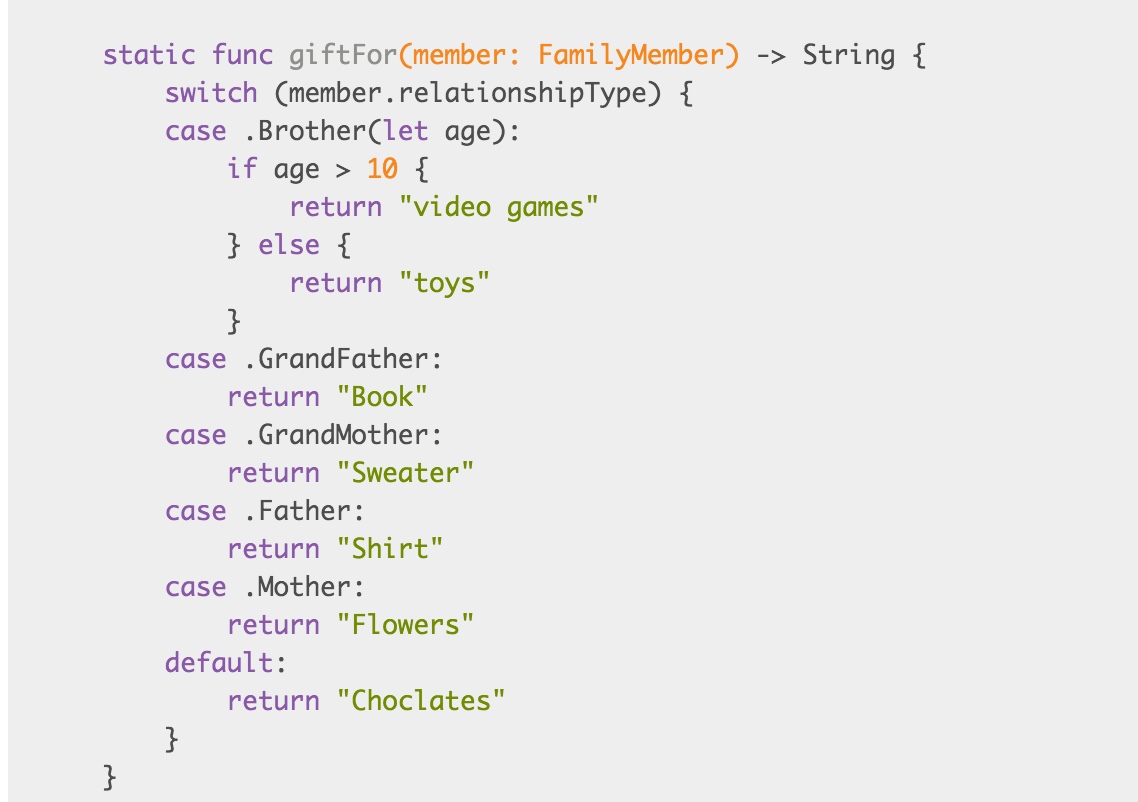 static func giftFor(member: FamilyMember) -> String {
    switch (member.relationshipType) {
    case .Brother(let age):
        if age > 10 {
            return "video games"
        } else {
            return "toys"
        }
    case .GrandFather:
        return "Book"
    case .GrandMother:
        return "Sweater"
    case .Father:
        return "Shirt"
    case .Mother:
        return "Flowers"
    default:
        return "Choclates"
    }
}